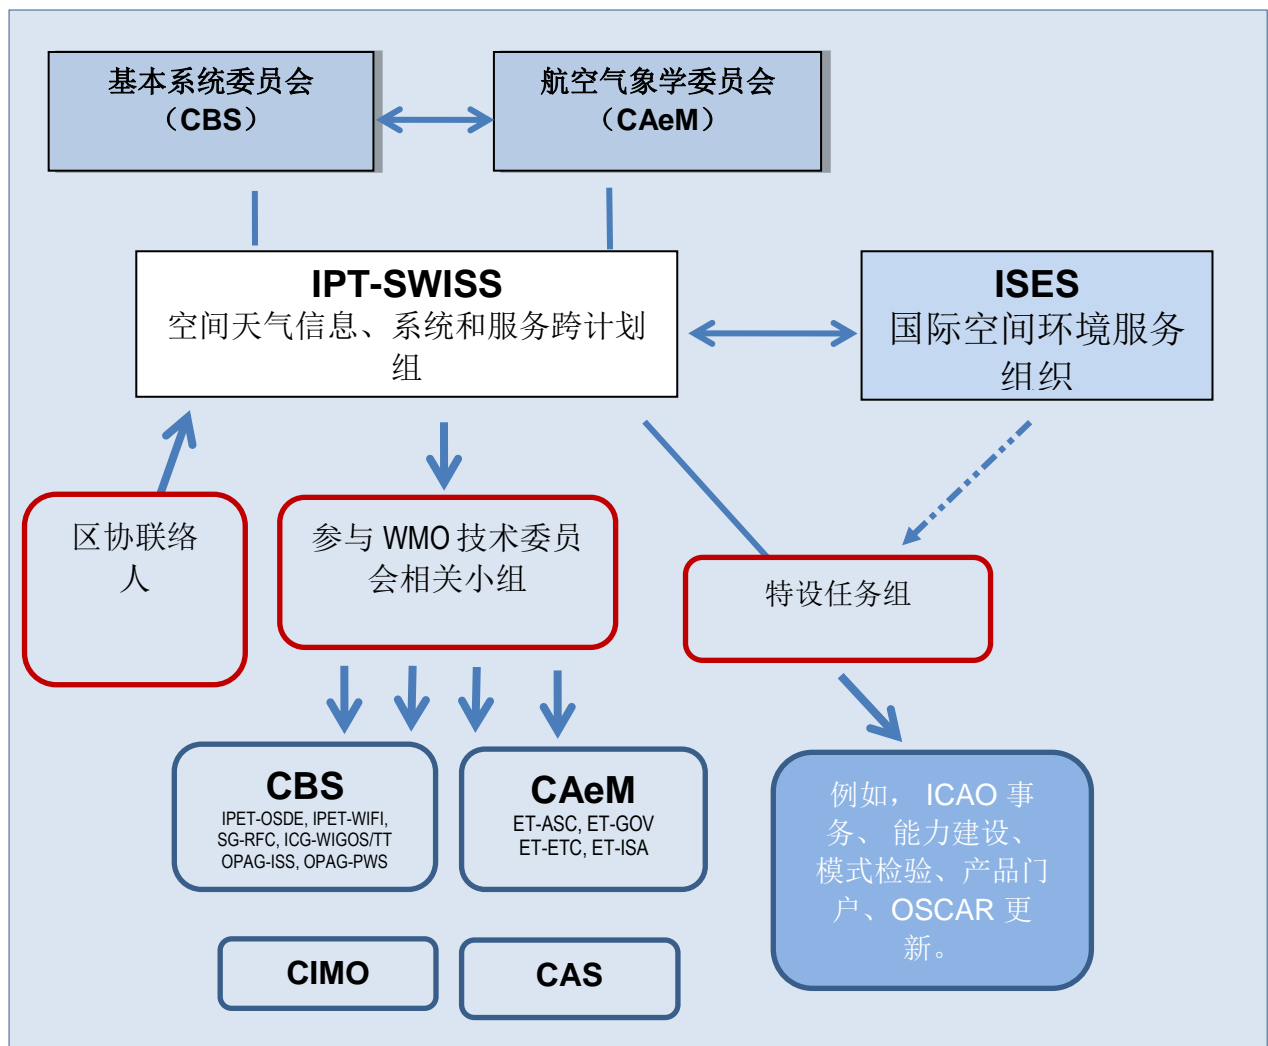 基本系统委员会
（CBS）
航空气象学委员会
（CAeM）
IPT-SWISS
空间天气信息、系统和服务跨计划
组
ISES
国际空间环境服务
组织
区协联络
人
参与 WMO 技术委员
会相关小组
特设任务组
CBS
IPET-OSDE, IPET-WIFI,
SG-RFC, ICG-WIGOS/TT
OPAG-ISS, OPAG-PWS
CAeM
ET-ASC, ET-GOV
ET-ETC, ET-ISA
例如， ICAO 事
务、 能力建设、
模式检验、产品门
户、OSCAR 更
新。
CIMO
CAS